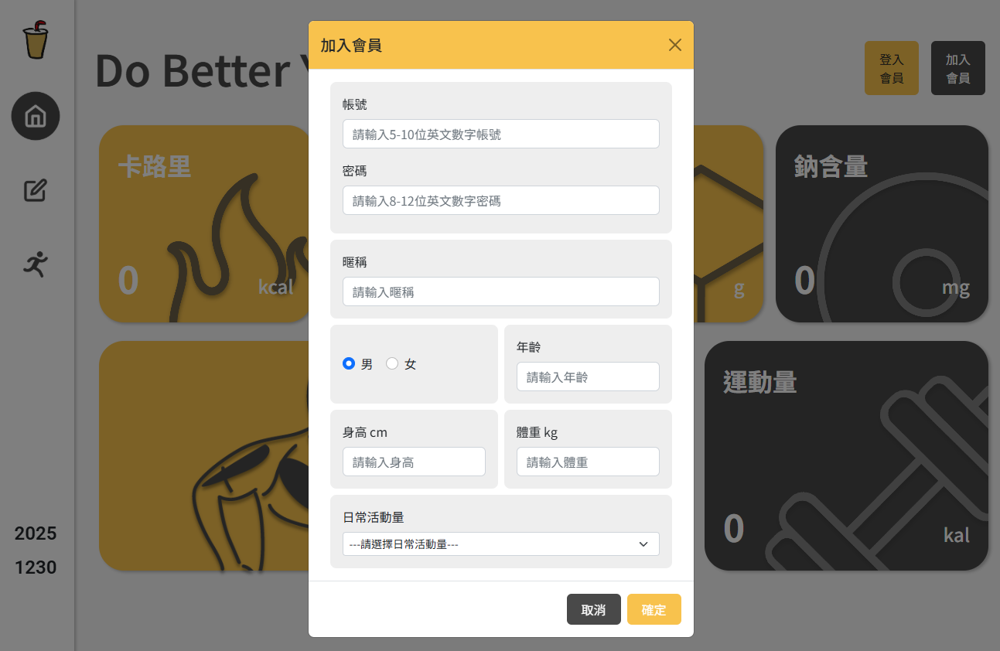 Do Better
登入
會員
加入
會員
卡路里
0
kcal
g
鈉含量
0
mg
運動量
0
kal
2025
1230
加入會員
帳號
請輸入5-10位英文數字帳號
密碼
請輸入8-12位英文數字密碼
暱稱
請輸入暱稱
男
女
年齡
請輸入年齡
身高 cm
請輸入身高
體重 kg
請輸入體重
日常活動量
---請選擇日常活動量---
取消
確定